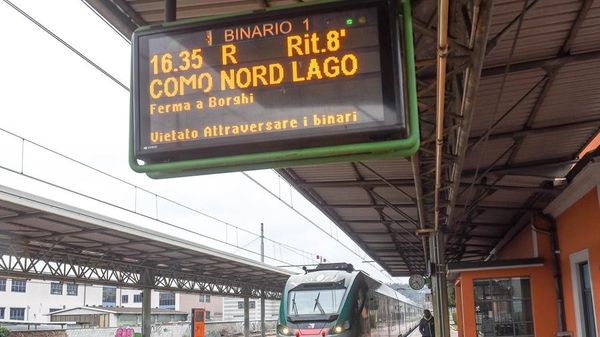 BINARIO 1
16.35 R Rit.8'
COMO NORD LAGO
Ferma a Borghi
Vietato Attraversare i binari